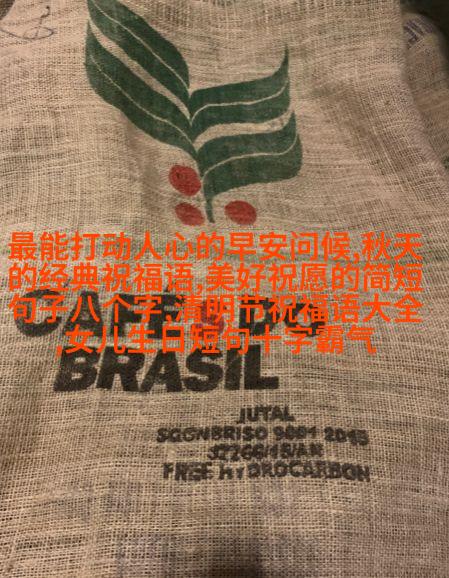 最能打动人心的早安问候,秋天
的经典祝福语,美好祝愿的简短
句子八个字,清明节祝福语大全
,女儿生日短句十字霸气
BRASIL
JUTAL
FREE HYDROCARBON